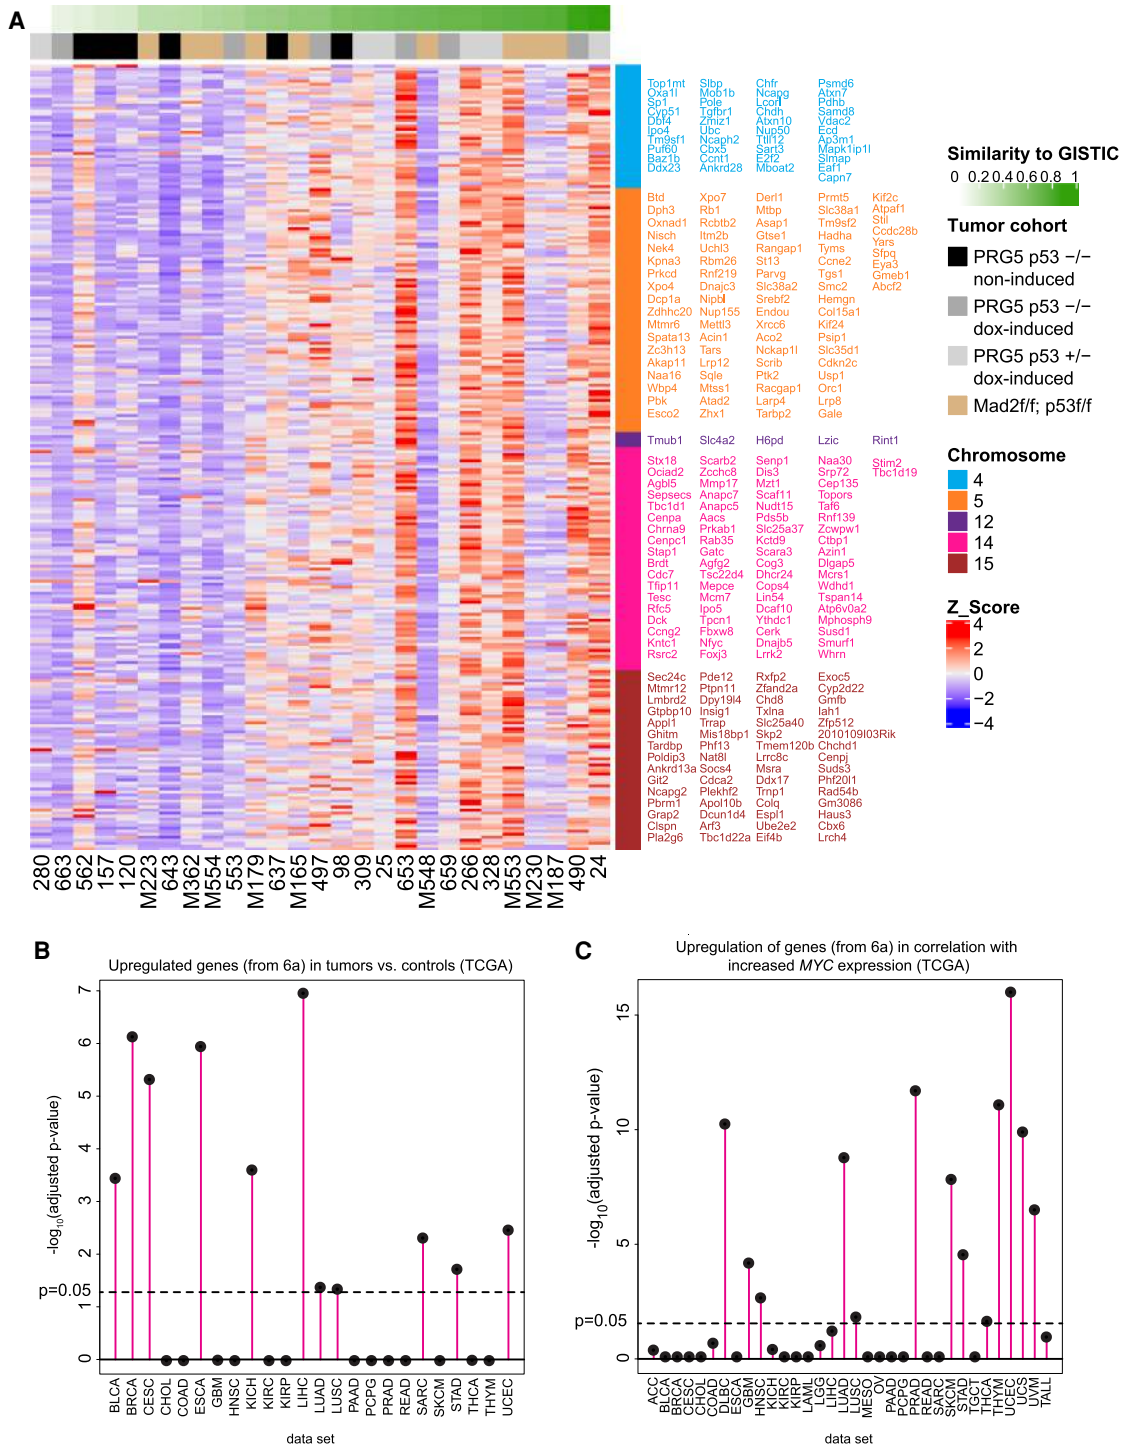 A
Top1mt Slbp Chfr Psmd6
Oxa1l Mob1b Ncapg Atxn7
Sp1 Pole Lcorl Pdhb
Cyp51 Tgfbr1 Chdh Samd8
Dbf4 Zmiz1 Atxn10 Vdac2
Ipo4 Ubc Nup50 Ecd
Tm9sf1 Ncaph2 Ttll12 Ap3m1
Puf60 Cbx5 Sart3 Mapk1ip1l
Baz1b Ccnt1 E2f2 Slmap
Ddx23 Ankrd28 Mboat2 Eaf1
Capn7
Btd Xpo7 Derl1 Prmt5 Kif2c
Dph3 Rb1 Mtbp Slc38a1 Atpaf1
Oxnad1 Rcbtb2 Asap1 Tm9sf2 Stil
Nisch Itm2b Gtse1 Hadha Ccdc28b
Nek4 Uchl3 Rangap1 Tyms Yars
Kpna3 Rbm26 St13 Ccne2 Sfpq
Prkcd Rnf219 Parvg Tgs1 Eya3
Xpo4 Dnajc3 Slc38a2 Smc2 Gmeb1
Dcp1a Nipbl Srebf2 Hemgn Abcf2
Zdhhc20 Nup155 Endou Col15a1
Mtmr6 Mettl3 Xrcc6 Kif24
Spata13 Acin1 Aco2 Psip1
Zc3h13 Tars Nckap1l Slc35d1
Akap11 Lrp12 Scrib Cdkn2c
Naa16 Sqle Ptk2 Usp1
Wbp4 Mtss1 Racgap1 Orc1
Pbk Atad2 Larp4 Lrp8
Esco2 Zhx1 Tarbp2 Gale
Tmub1 Slc4a2 H6pd Lzic Rint1
Stx18 Scarb2 Senp1 Naa30 Stim2
Ociad2 Zcchc8 Dis3 Srp72 Tbc1d19
Agbl5 Mmp17 Mzt1 Cep135
Sepsecs Anapc7 Scaf11 Topors
Tbc1d1 Anapc5 Nudt15 Taf6
Cenpa Aacs Pds5b Rnf139
Chrna9 Prkab1 Slc25a37 Zcwpw1
Cenpc1 Rab35 Kctd9 Ctbp1
Stap1 Gatc Scara3 Azin1
Brdt Agfg2 Cog3 Dlgap5
Cdc7 Tsc22d4 Dhcr24 Mcrs1
Tfip11 Mepce Cops4 Wdhd1
Tesc Mcm7 Lin54 Tspan14
Rfc5 Ipo5 Dcaf10 Atp6v0a2
Dck Tpcn1 Ythdc1 Mphosph9
Ccng2 Fbxw8 Cerk Susd1
Kntc1 Nfyc Dnajb5 Smurf1
Rsrc2 Foxj3 Lrrk2 Whrn
Sec24c Pde12 Rxfp2 Exoc5
Mtmr12 Ptpn11 Zfand2a Cyp2d22
Lmbrd2 Dpy19l4 Chd8 Gmfb
Gtpbp10 Insig1 Txlna Iah1
Appl1 Trrap Slc25a40 Zfp512
Ghitm Mis18bp1 Skp2 2010109I03Rik
Tardbp Phf13 Tmem120b Chchd1
Poldip3 Nat8l Lrrc8c Cenpj
Ankrd13a Socs4 Msra Suds3
Git2 Cdca2 Ddx17 Phf20l1
Ncapg2 Plekhf2 Trnp1 Rad54b
Pbrm1 Apol10b Colq Gm3086
Grap2 Dcun1d4 Espl1 Haus3
Clspn Arf3 Ube2e2 Cbx6
Pla2g6 Tbc1d22a Eif4b Lrch4
Similarity to GISTIC
0 0.20 0.4 0.6 0.8 1
Tumor cohort
PRG5 p53 −/−
non-induced
PRG5 p53 −/−
dox-induced
PRG5 p53 +/−
dox-induced
Mad2f/f; p53f/f
Chromosome
4
5
12
14
15
Z_Score
4
2
0
−2
−4
280 663 562 157 120 M223 643 M362 M554 553 M179 637 M165 497 98 309 25 653 M548 659 266 328 M553 M230 M187 490 24
B
Upregulated genes (from 6a) in tumors vs. controls (TCGA)
-log10(adjusted p-value)
7
6
5
4
3
2
p=0.05
1
0
BLCA BRCA CESC CHOL COAD ESCA GBM HNSC KICH KIRC KIRP LIHC LUAD LUSC PAAD PCPG PRAD READ SARC SKCM STAD THCA THYM UCEC
data set
C
Upregulation of genes (from 6a) in correlation with
increased MYC expression (TCGA)
-log10(adjusted p-value)
15
10
5
p=0.05
0
ACC BLCA BRCA CESC CHOL COAD DLBC ESCA GBM HNSC KICH KIRC KIRP LAML LGG LIHC LUAD LUSC MESO OV PAAD PCPG PRAD READ SARC SKCM STAD TGCT THCA THYM UCEC UCS UVM TALL
data set